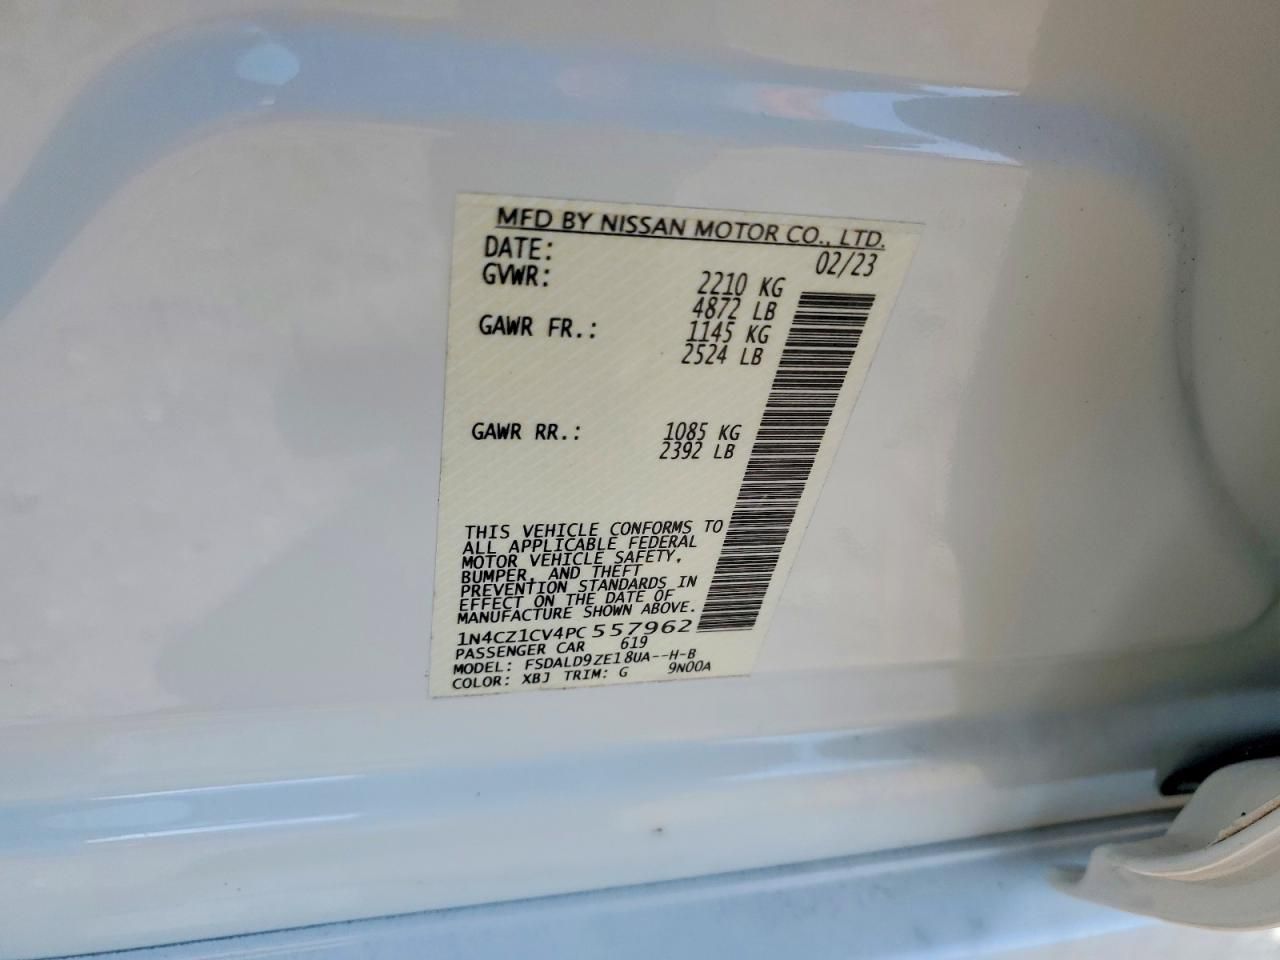 MFD BY NISSAN MOTOR CO., LTD.
DATE: 02/23
GVWR: 2210 KG
4872 LB
GAWR FR.: 1145 KG
2524 LB
GAWR RR.: 1085 KG
2392 LB
THIS VEHICLE CONFORMS TO
ALL APPLICABLE FEDERAL
MOTOR VEHICLE SAFETY,
BUMPER, AND THEFT
PREVENTION STANDARDS IN
EFFECT ON THE DATE OF
MANUFACTURE SHOWN ABOVE.
1N4CZ1CV4PC557962
PASSENGER CAR 619
MODEL: FSDALD9ZE18UA--H-B
COLOR: XBJ TRIM: G 9N00A